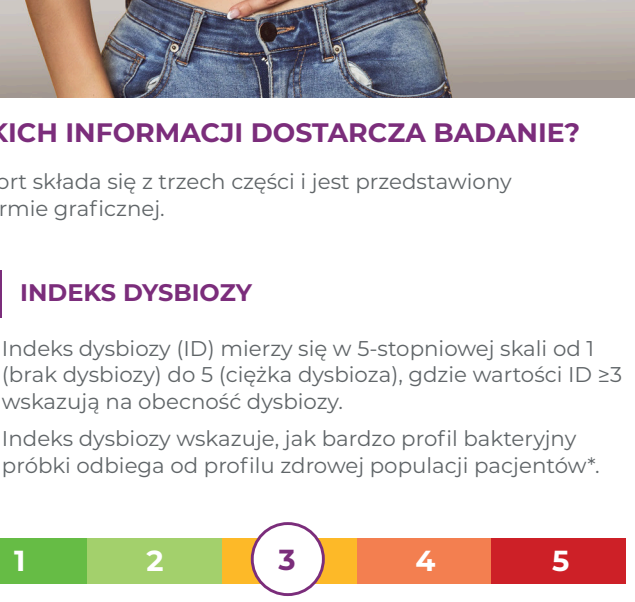 KICH INFORMACJI DOSTARCZA BADANIE?
ort składa się z trzech części i jest przedstawiony
rmie graficznej.
INDEKS DYSBIOZY
Indeks dysbiozy (ID) mierzy się w 5-stopniowej skali od 1
(brak dysbiozy) do 5 (ciężka dysbioza), gdzie wartości ID ≥3
wskazują na obecność dysbiozy.
Indeks dysbiozy wskazuje, jak bardzo profil bakteryjny
próbki odbiega od profilu zdrowej populacji pacjentów*.
1 2 3 4 5